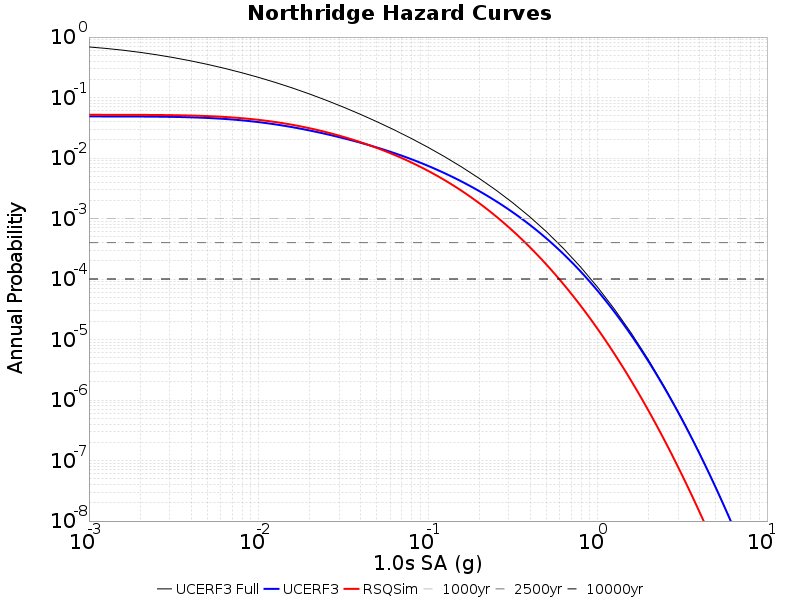 Northridge Hazard Curves
Annual Probabilitiy
10^0
10^-1
10^-2
10^-3
10^-4
10^-5
10^-6
10^-7
10^-8
10^-3 10^-2 10^-1 10^0 10^1
1.0s SA (g)
UCERF3 Full UCERF3 RSQSim 1000yr 2500yr 10000yr